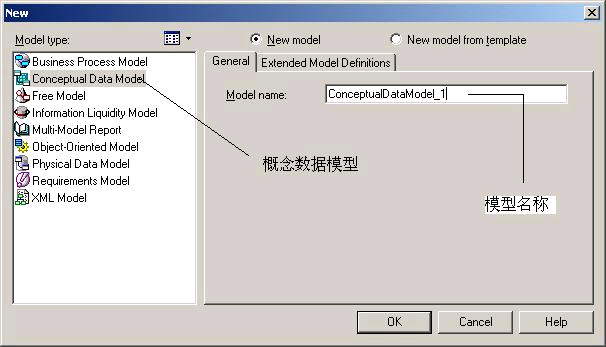 New
Model type:
New model
New model from template
Business Process Model
Conceptual Data Model
Free Model
Information Liquidity Model
Multi-Model Report
Object-Oriented Model
Physical Data Model
Requirements Model
XML Model
General
Extended Model Definitions
Model name:
ConceptualDataModel_1
概念数据模型
模型名称
OK
Cancel
Help